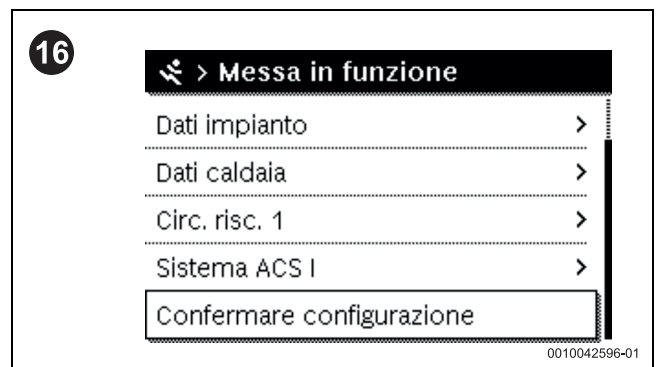 16
> Messa in funzione
Dati impianto >
Dati caldaia >
Circ. risc. 1 >
Sistema ACS I >
Confermare configurazione
0010042596-01